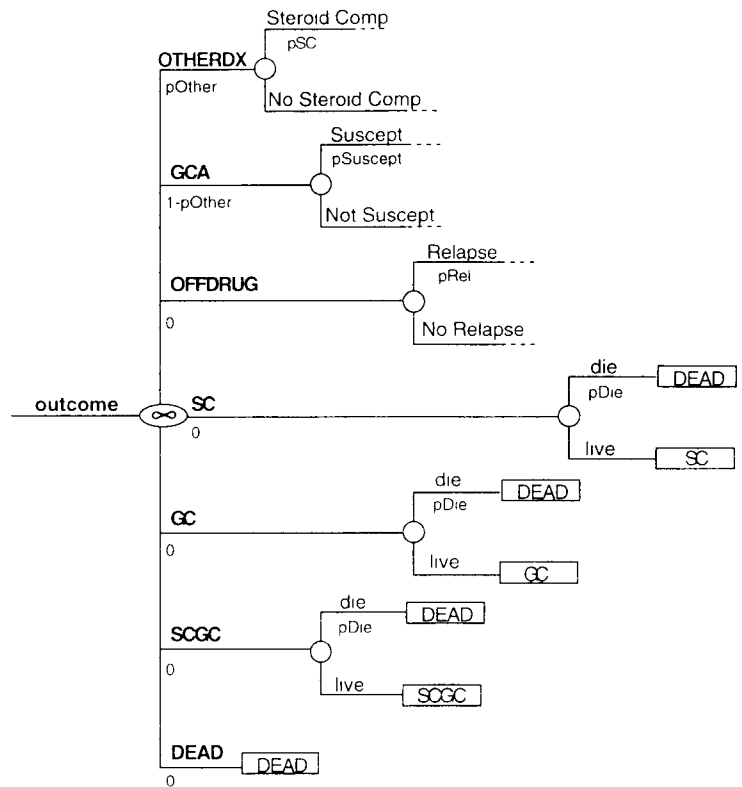 Steroid Comp
pSC
OTHERDX
pOther
No Steroid Comp
Suscept
pSuscept
GCA
1-pOther
Not Suscept
Relapse
pRel
OFFDRUG
0
No Relapse
die
DEAD
pDie
outcome
∞
SC
0
live
SC
die
DEAD
pDie
GC
0
live
GC
die
DEAD
pDie
SCGC
0
live
SCGC
DEAD
DEAD
0